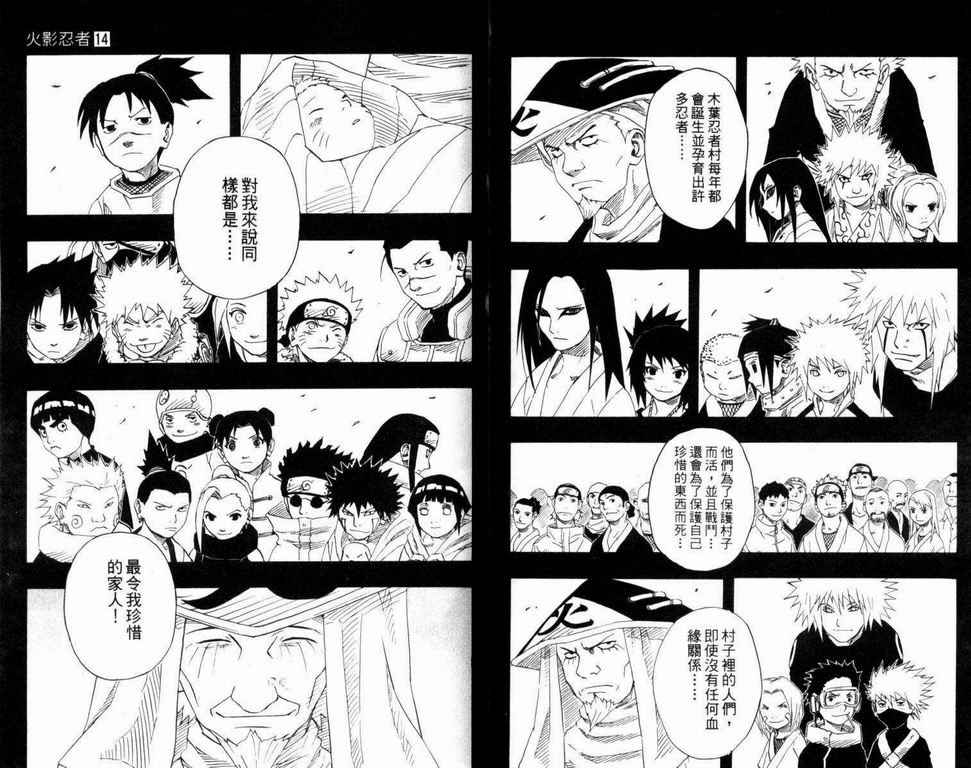 火影忍者 14
木葉忍者村每年都
會誕生並孕育出許
多忍者……
他們為了保護村子
而活，並且戰鬥…
還會為了保護自己
珍惜的東西而死…
火
村子裡的人們，
即使沒有任何血
緣關係……
火
對我來說同
樣都是……
最令我珍惜
的家人！